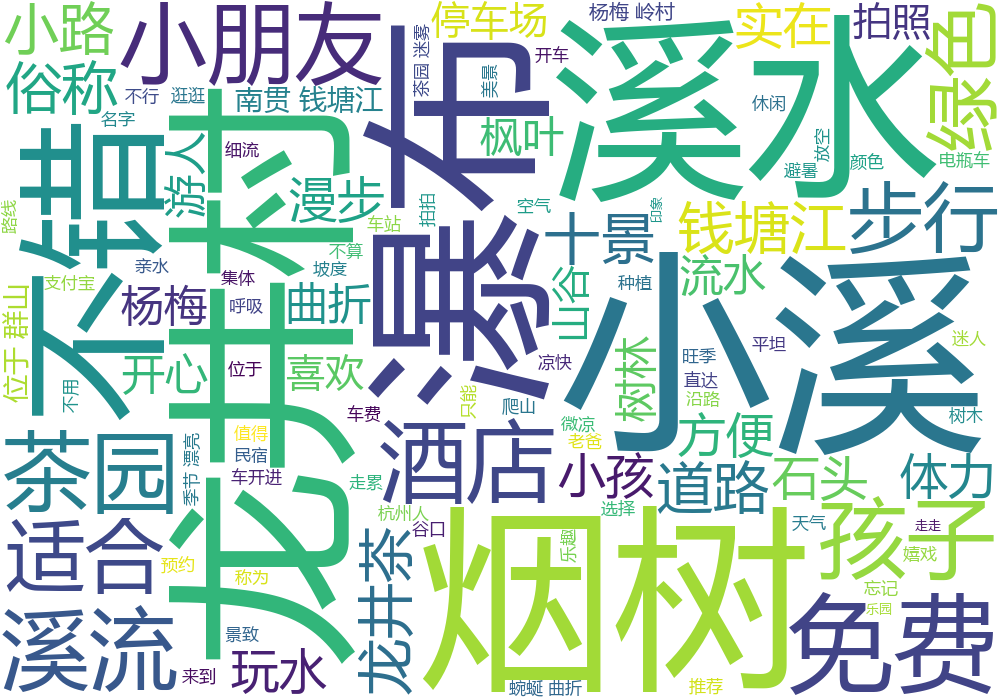 小路
小朋友
停车场
杨梅 岭村
实在
拍照
绿色
俗称
不行
逛逛
南贯 钱塘江
茶园 迷雾
开车
美景
瀑布
溪水
休闲
放空
避暑
颜色
电瓶车
名字
细流
枫叶
不错
游人
龙井村
漫步
拍拍
空气
十景
印象
钱塘江
步行
路线
车站
不算
亲水
坡度
集体
支付宝
山谷
种植
流水
小溪
位于 群山
杨梅
呼吸
曲折
凉快
旺季
平坦
迷人
不用
开心
位于
喜欢
只能
爬山
树林
直达
沿路
树木
车费
微凉
方便
茶园
季节 漂亮
值得
民宿
车开进
走累
酒店
老爸
小孩
道路
石头
体力
适合
杭州人
谷口
选择
天气
孩子
走走
嬉戏
龙井茶
乐趣
烟树
预约
称为
忘记
乐园
免费
溪流
景致
来到
玩水
蜿蜒 曲折
推荐